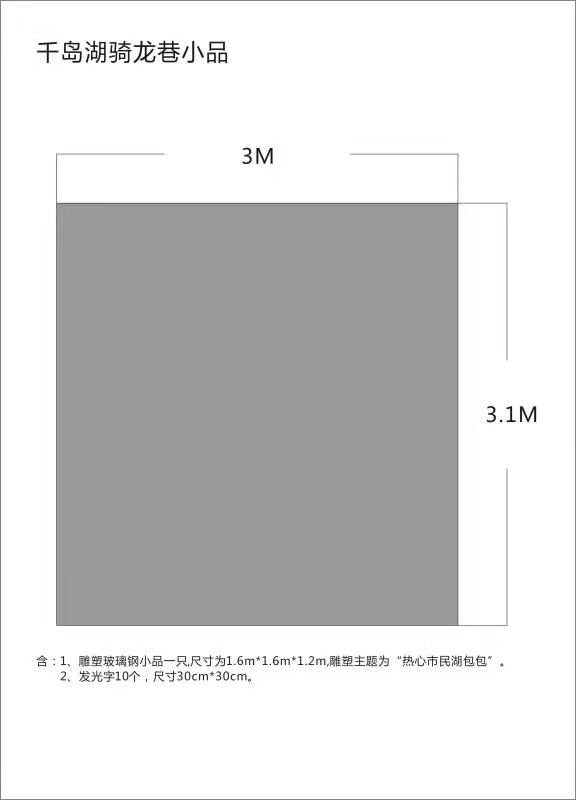 千岛湖骑龙巷小品
3M
3.1M
含：1、雕塑玻璃钢小品一只,尺寸为1.6m*1.6m*1.2m,雕塑主题为“热心市民湖包包”。
2、发光字10个，尺寸30cm*30cm。